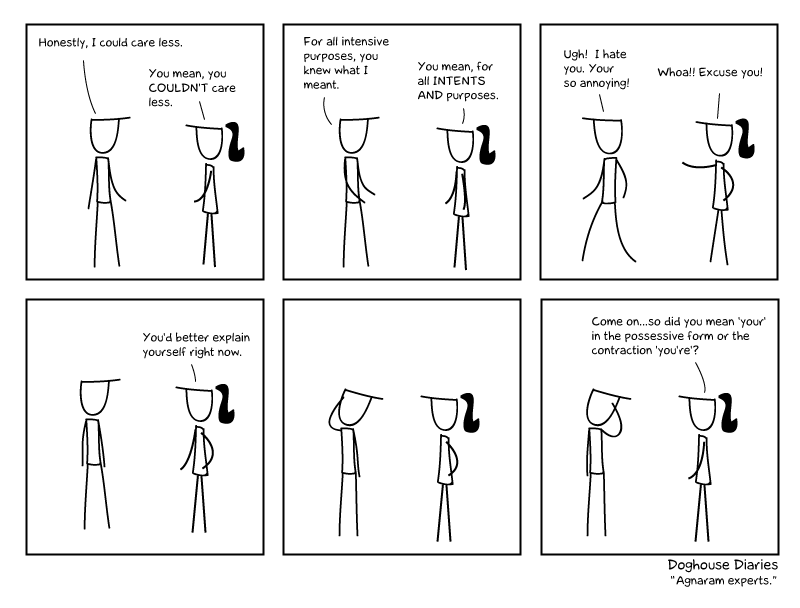 Honestly, I could care less.
You mean, you
COULDN'T care
less.
For all intensive
purposes, you
knew what I
meant.
You mean, for
all INTENTS
AND purposes.
Ugh! I hate
you. Your
so annoying!
Whoa!! Excuse you!
You'd better explain
yourself right now.
Come on...so did you mean 'your'
in the possessive form or the
contraction 'you're'?
Doghouse Diaries
"Agnaram experts."